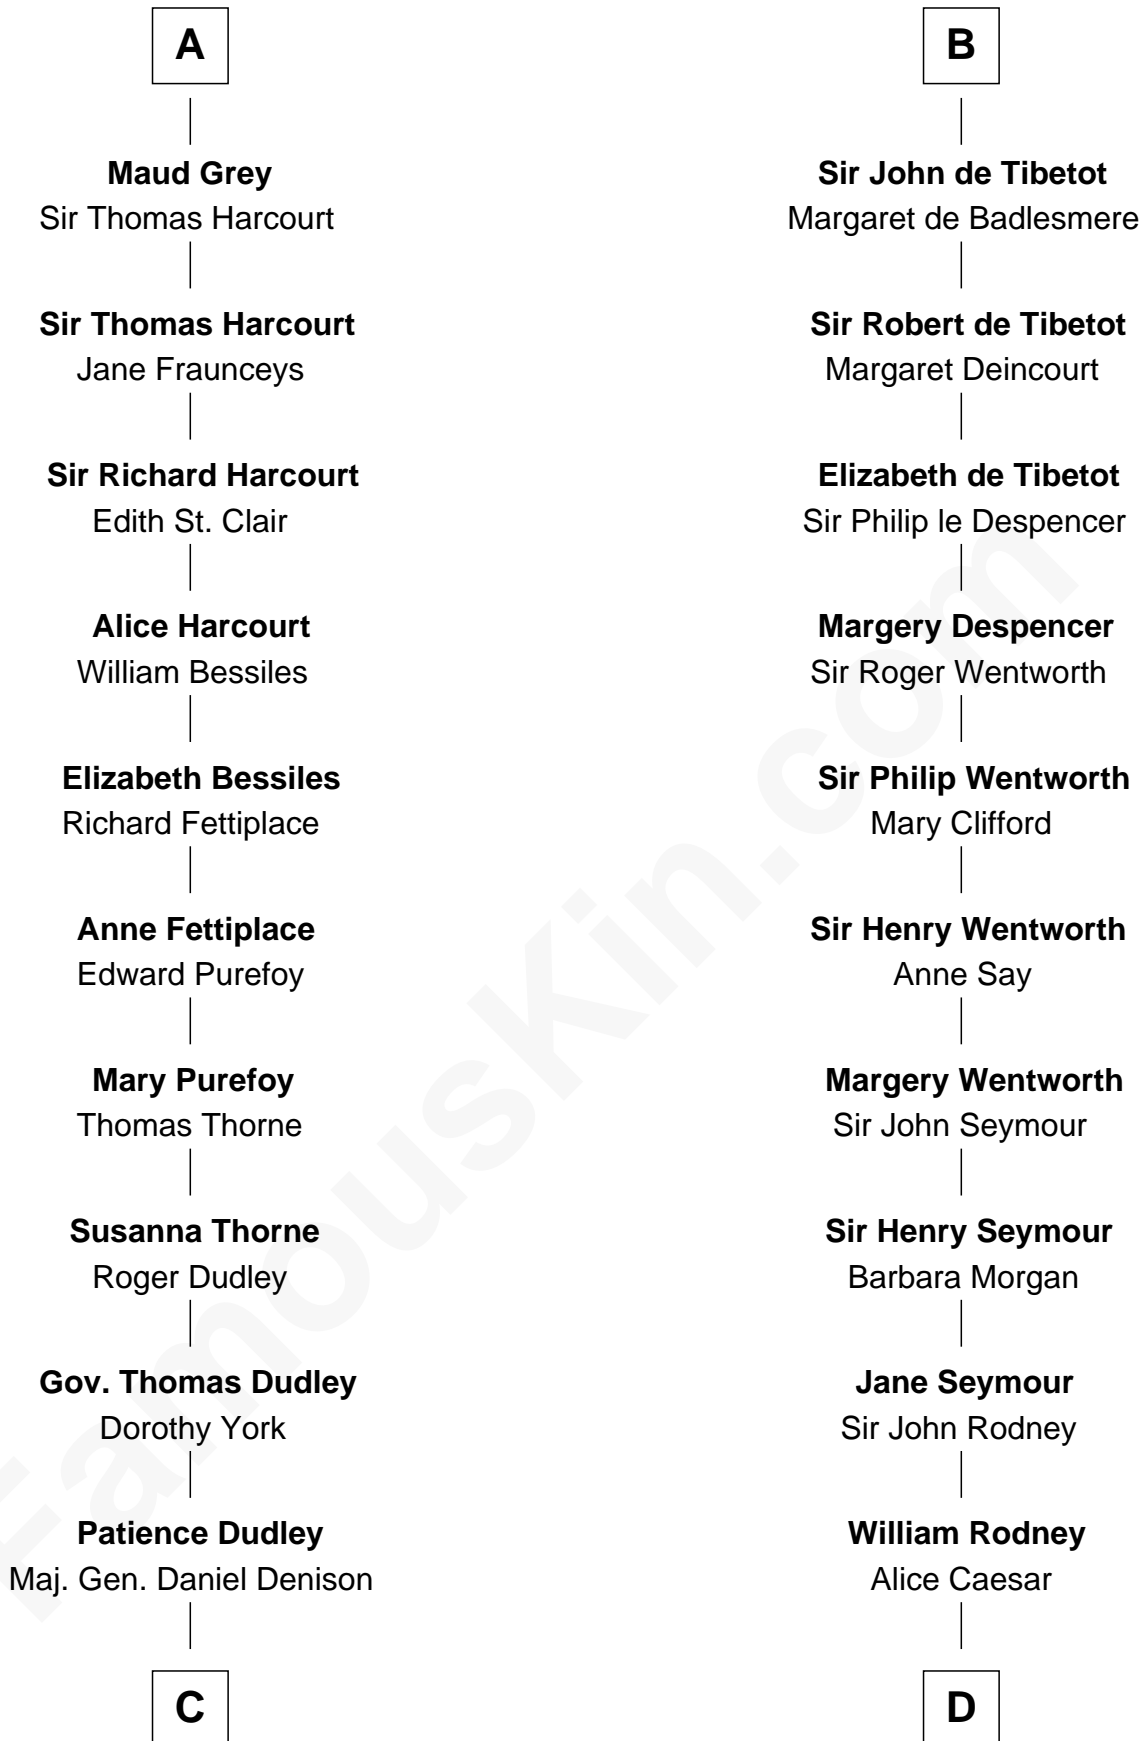 A
Maud Grey
Sir Thomas Harcourt
Sir Thomas Harcourt
Jane Fraunceys
Sir Richard Harcourt
Edith St. Clair
Alice Harcourt
William Bessiles
Elizabeth Bessiles
Richard Fettiplace
Anne Fettiplace
Edward Purefoy
Mary Purefoy
Thomas Thorne
Susanna Thorne
Roger Dudley
Gov. Thomas Dudley
Dorothy York
Patience Dudley
Maj. Gen. Daniel Denison
C
B
Sir John de Tibetot
Margaret de Badlesmere
Sir Robert de Tibetot
Margaret Deincourt
Elizabeth de Tibetot
Sir Philip le Despencer
Margery Despencer
Sir Roger Wentworth
Sir Philip Wentworth
Mary Clifford
Sir Henry Wentworth
Anne Say
Margery Wentworth
Sir John Seymour
Sir Henry Seymour
Barbara Morgan
Jane Seymour
Sir John Rodney
William Rodney
Alice Caesar
D
FamousKin.com